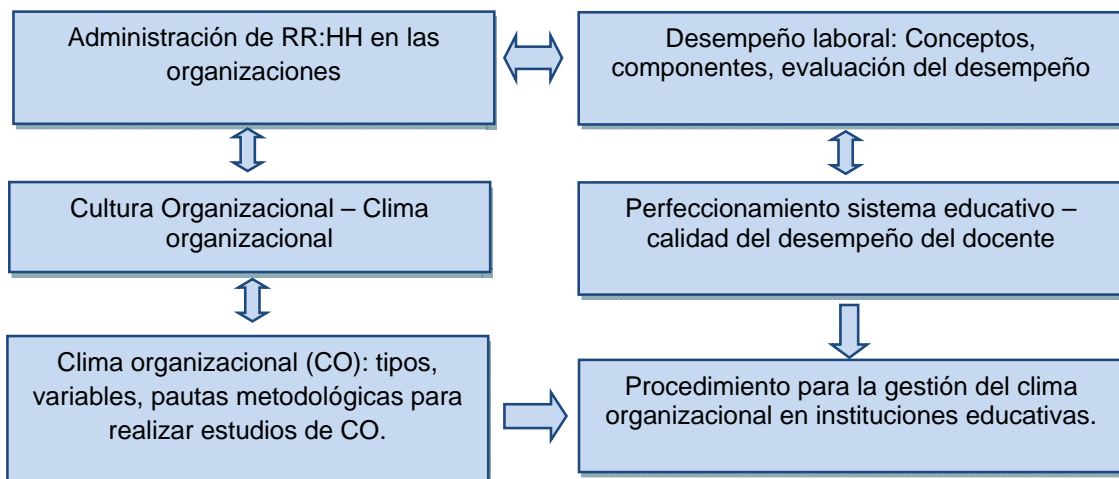 Administración de RR:HH en las
organizaciones
Desempeño laboral: Conceptos,
componentes, evaluación del desempeño
Cultura Organizacional – Clima
organizacional
Perfeccionamiento sistema educativo –
calidad del desempeño del docente
Clima organizacional (CO): tipos,
variables, pautas metodológicas para
realizar estudios de CO.
Procedimiento para la gestión del clima
organizacional en instituciones educativas.